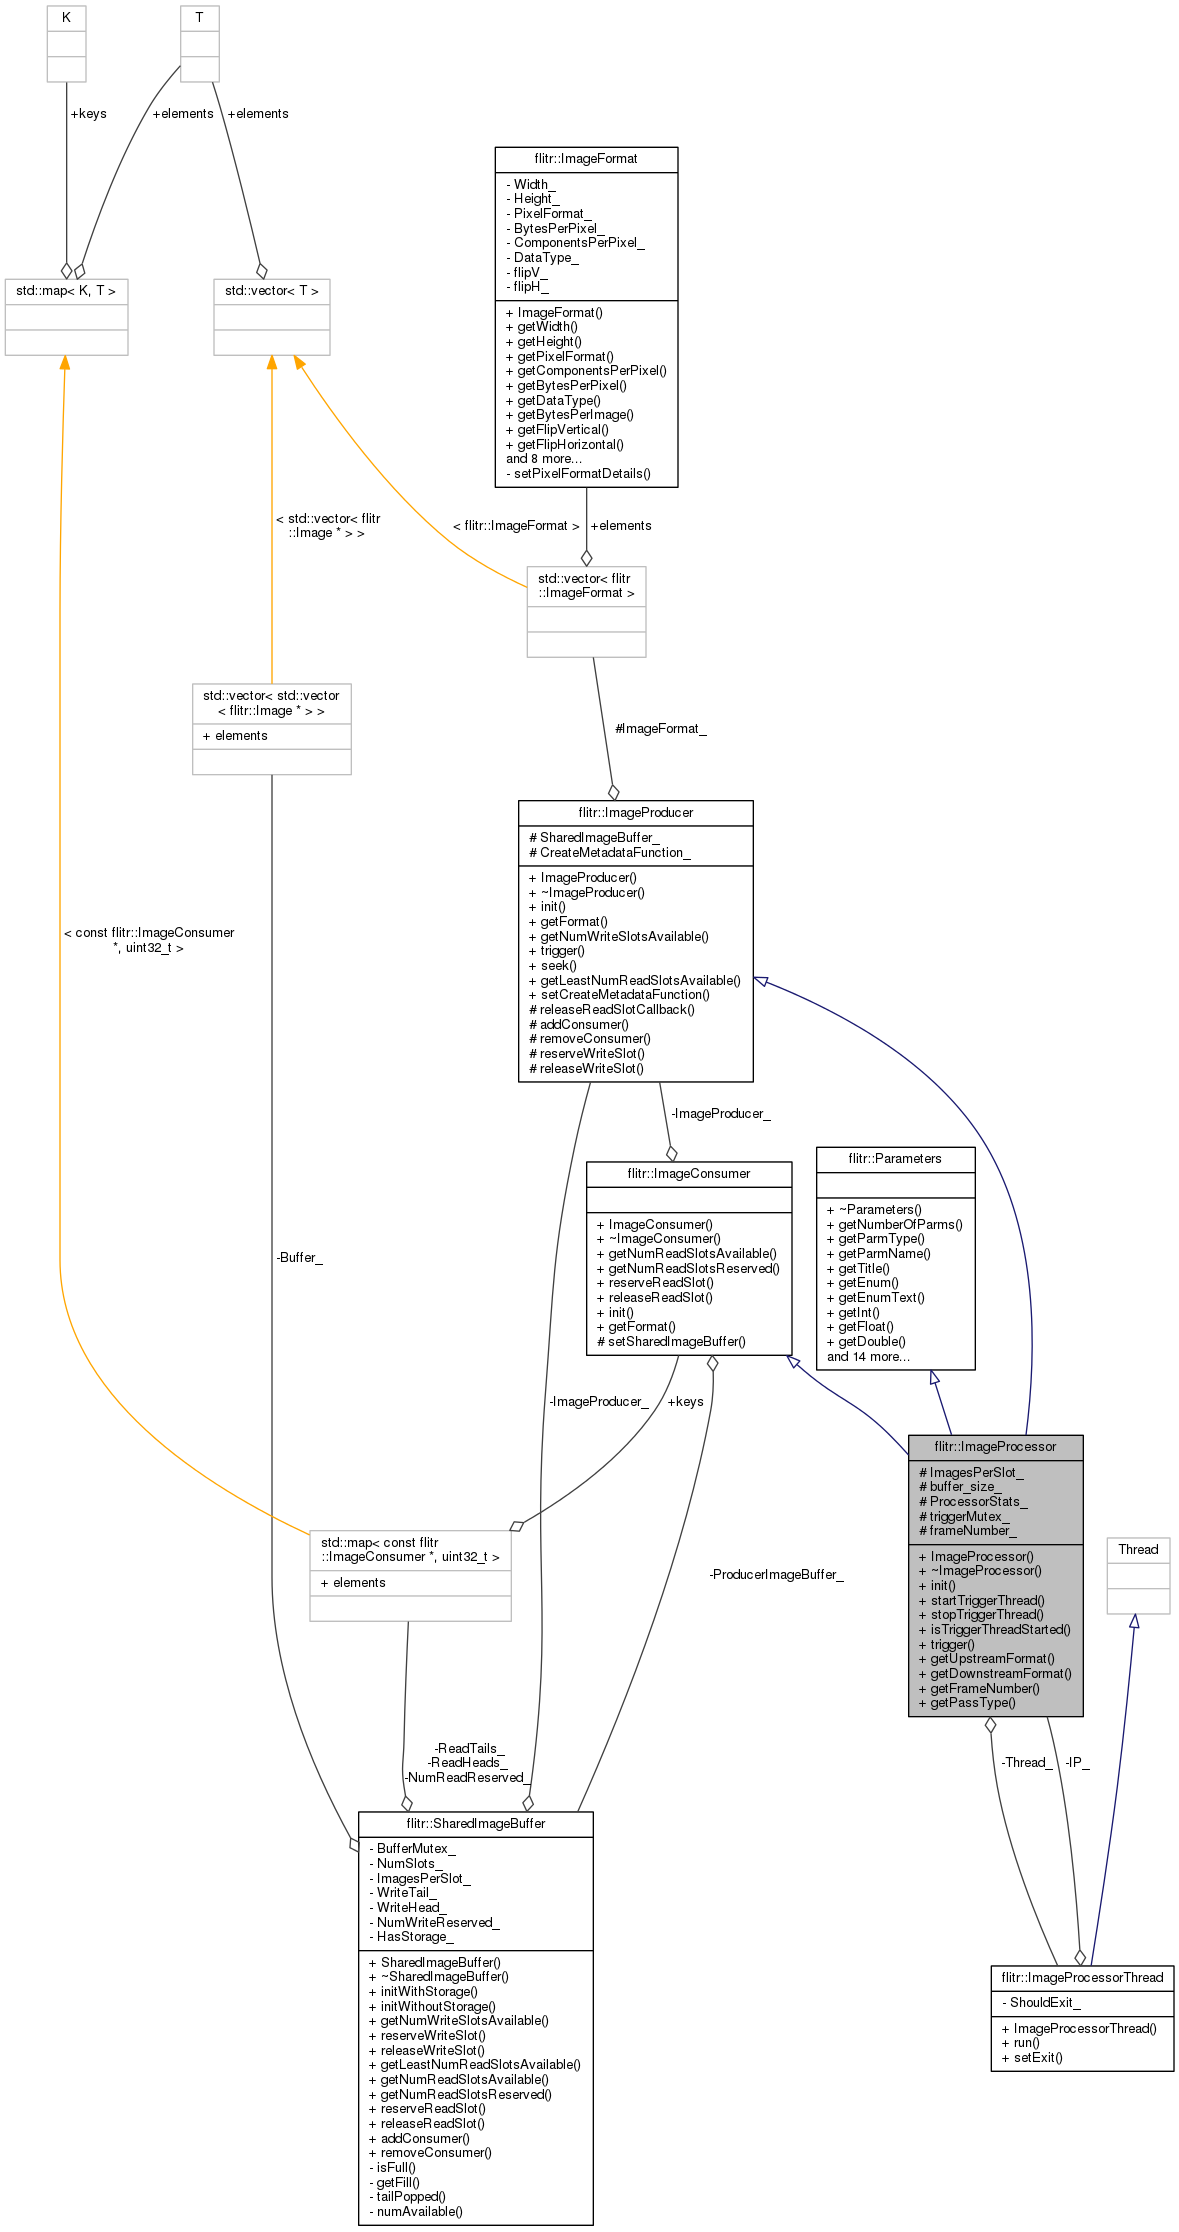 K
T
+keys
+elements
+elements
flitr::ImageFormat
- Width_
- Height_
- PixelFormat_
- BytesPerPixel_
- ComponentsPerPixel_
- DataType_
- flipV_
- flipH_
+ ImageFormat()
+ getWidth()
+ getHeight()
+ getPixelFormat()
+ getComponentsPerPixel()
+ getBytesPerPixel()
+ getDataType()
+ getBytesPerImage()
+ getFlipVertical()
+ getFlipHorizontal()
and 8 more...
- setPixelFormatDetails()
std::map< K, T >
std::vector< T >
< std::vector< flitr
::Image * > >
< flitr::ImageFormat >
+elements
std::vector< flitr
::ImageFormat >
std::vector< std::vector
< flitr::Image * > >
+ elements
#ImageFormat_
flitr::ImageProducer
# SharedImageBuffer_
# CreateMetadataFunction_
+ ImageProducer()
+ ~ImageProducer()
+ init()
+ getFormat()
+ getNumWriteSlotsAvailable()
+ trigger()
+ seek()
+ getLeastNumReadSlotsAvailable()
+ setCreateMetadataFunction()
# releaseReadSlotCallback()
# addConsumer()
# removeConsumer()
# reserveWriteSlot()
# releaseWriteSlot()
< const flitr::ImageConsumer
*, uint32_t >
-ImageProducer_
flitr::ImageConsumer
+ ImageConsumer()
+ ~ImageConsumer()
+ getNumReadSlotsAvailable()
+ getNumReadSlotsReserved()
+ reserveReadSlot()
+ releaseReadSlot()
+ init()
+ getFormat()
# setSharedImageBuffer()
flitr::Parameters
+ ~Parameters()
+ getNumberOfParms()
+ getParmType()
+ getParmName()
+ getTitle()
+ getEnum()
+ getEnumText()
+ getInt()
+ getFloat()
+ getDouble()
and 14 more...
-Buffer_
-ImageProducer_
+keys
flitr::ImageProcessor
# ImagesPerSlot_
# buffer_size_
# ProcessorStats_
# triggerMutex_
# frameNumber_
+ ImageProcessor()
+ ~ImageProcessor()
+ init()
+ startTriggerThread()
+ stopTriggerThread()
+ isTriggerThreadStarted()
+ trigger()
+ getUpstreamFormat()
+ getDownstreamFormat()
+ getFrameNumber()
+ getPassType()
Thread
std::map< const flitr
::ImageConsumer *, uint32_t >
+ elements
-ProducerImageBuffer_
-ReadTails_
-ReadHeads_
-NumReadReserved_
-Thread_
-IP_
flitr::SharedImageBuffer
- BufferMutex_
- NumSlots_
- ImagesPerSlot_
- WriteTail_
- WriteHead_
- NumWriteReserved_
- HasStorage_
+ SharedImageBuffer()
+ ~SharedImageBuffer()
+ initWithStorage()
+ initWithoutStorage()
+ getNumWriteSlotsAvailable()
+ reserveWriteSlot()
+ releaseWriteSlot()
+ getLeastNumReadSlotsAvailable()
+ getNumReadSlotsAvailable()
+ getNumReadSlotsReserved()
+ reserveReadSlot()
+ releaseReadSlot()
+ addConsumer()
+ removeConsumer()
- isFull()
- getFill()
- tailPopped()
- numAvailable()
flitr::ImageProcessorThread
- ShouldExit_
+ ImageProcessorThread()
+ run()
+ setExit()